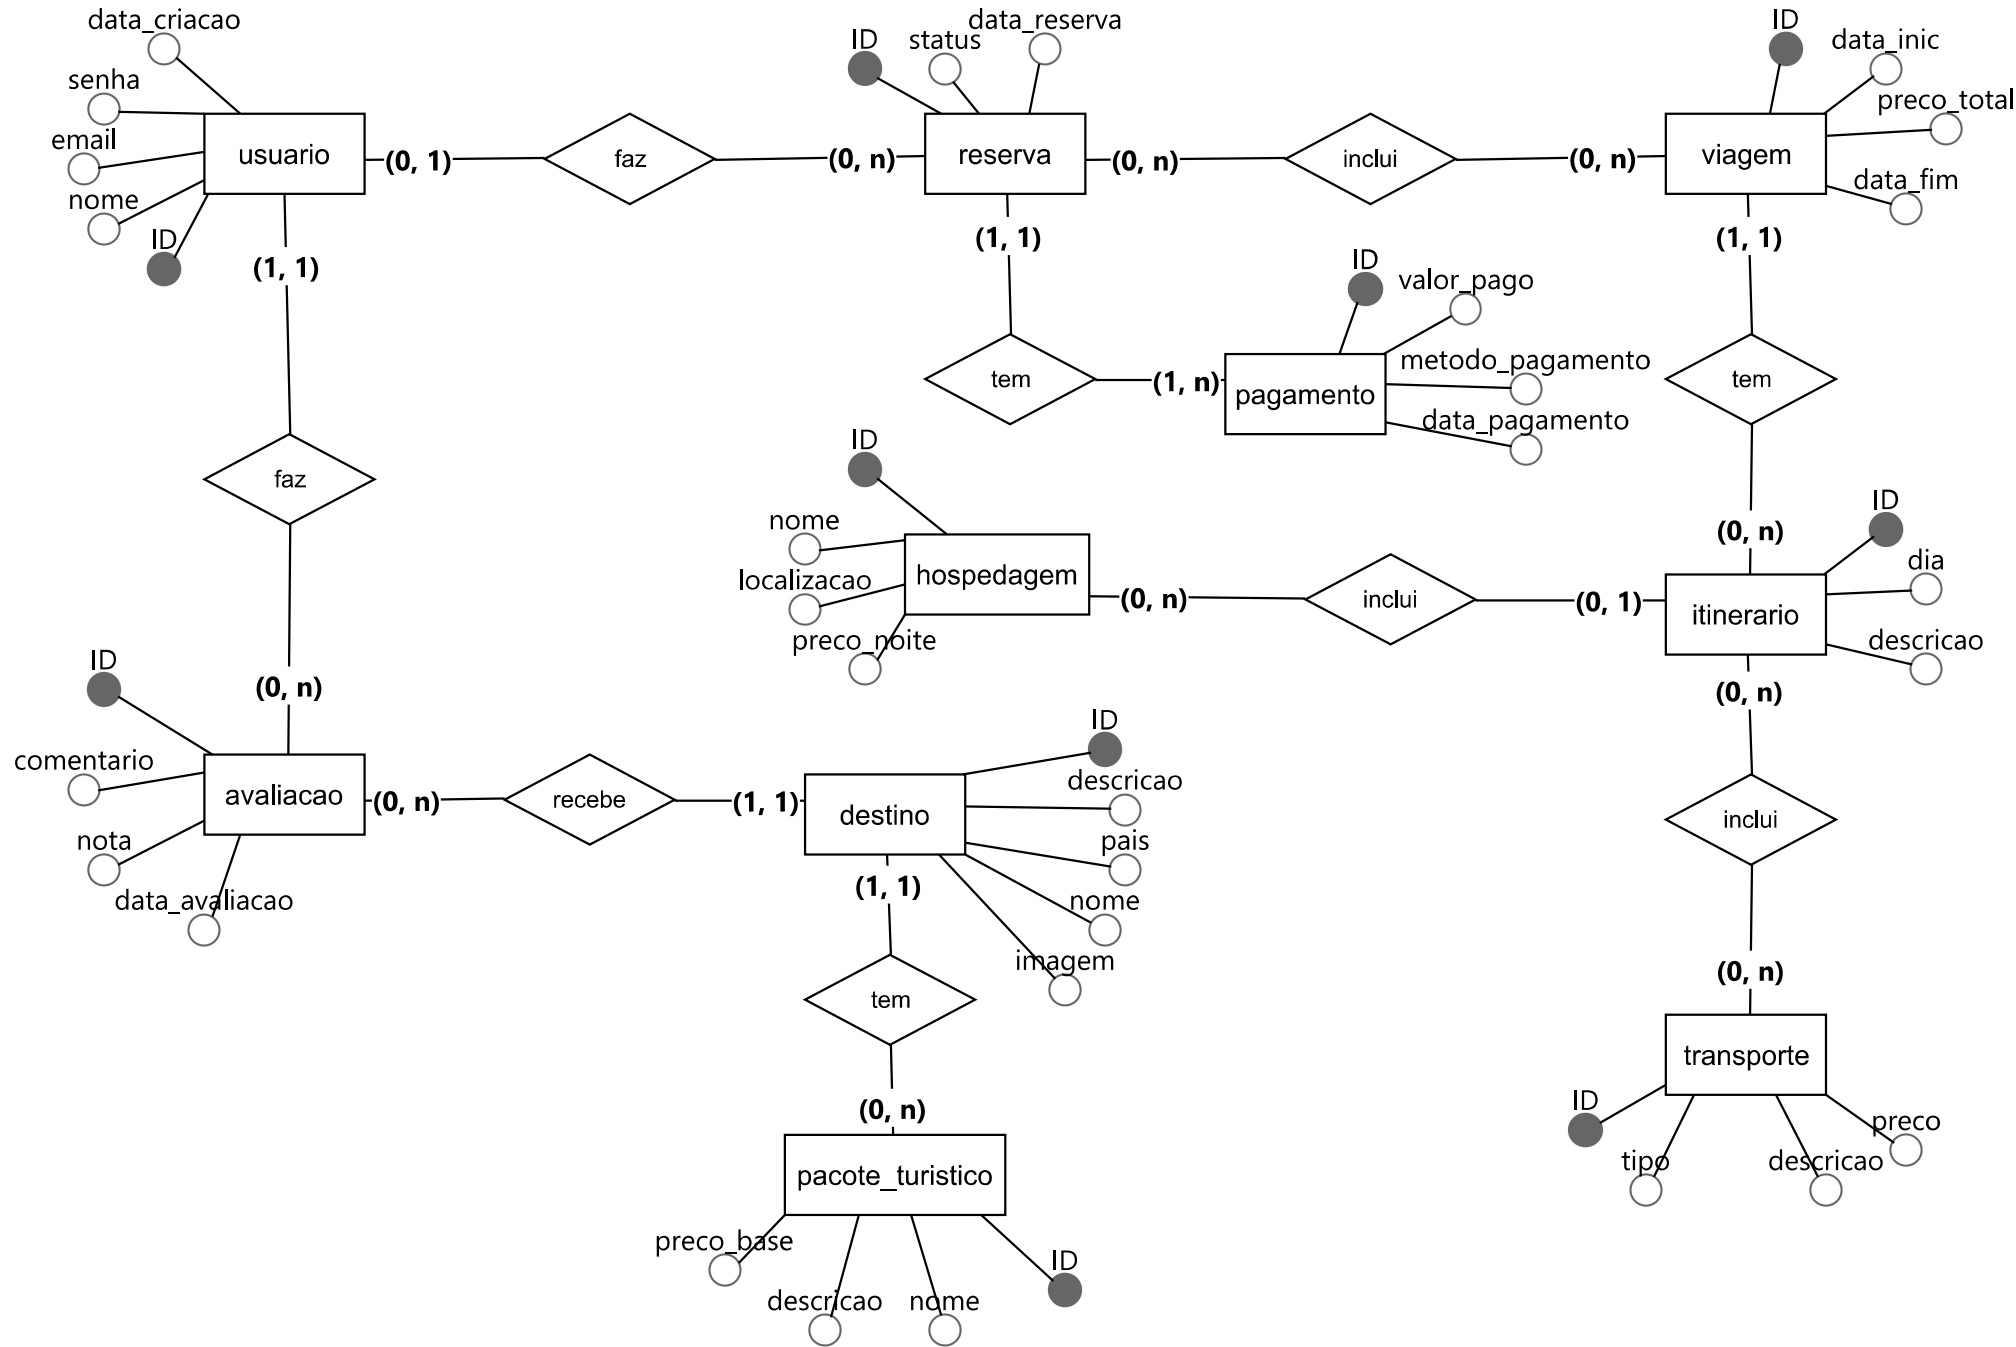 data_criacao
senha
email
nome
ID
usuario
(0, 1)
faz
(0, n)
ID
status
data_reserva
reserva
(0, n)
inclui
(0, n)
ID
data_inic
preco_total
data_fim
viagem
(1, 1)
(1, 1)
(1, 1)
tem
(1, n)
ID
valor_pago
metodo_pagamento
data_pagamento
pagamento
tem
(0, n)
faz
(0, n)
ID
nome
localizacao
preco_noite
hospedagem
(0, n)
inclui
(0, 1)
ID
dia
descricao
itinerario
(0, n)
inclui
(0, n)
ID
comentario
nota
data_avaliacao
avaliacao
(0, n)
recebe
(1, 1)
ID
descricao
pais
nome
imagem
destino
(1, 1)
tem
(0, n)
transporte
ID
tipo
descricao
preco
pacote_turistico
preco_base
descricao
nome
ID